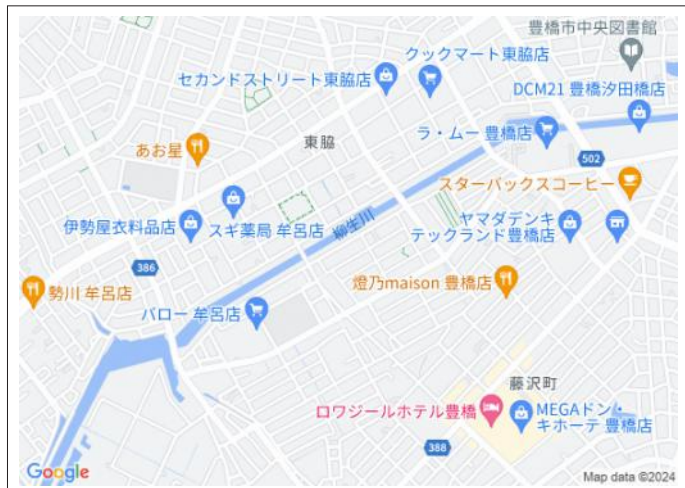 豊橋市中央図書館
クックマート東脇店
セカンドストリート東脇店
DCM21 豊橋汐田橋店
東脇
ラ・ムー 豊橋店
あお星
502
スターバックスコーヒー
伊勢屋衣料品店
スギ薬局 牟呂店
柳生川
ヤマダデンキ
テックランド豊橋店
386
勢川 牟呂店
燈乃maison 豊橋店
バロー 牟呂店
藤沢町
ロワジールホテル豊橋
MEGAドン・
キホーテ 豊橋店
388
Google
Map data ©2024